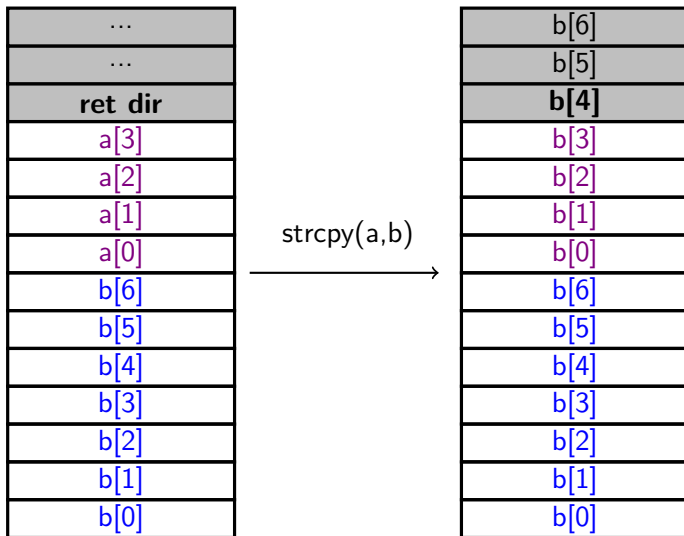 ...
...
ret dir
a[3]
a[2]
a[1]
a[0]
b[6]
b[5]
b[4]
b[3]
b[2]
b[1]
b[0]
strcpy(a,b)
b[6]
b[5]
b[4]
b[3]
b[2]
b[1]
b[0]
b[6]
b[5]
b[4]
b[3]
b[2]
b[1]
b[0]